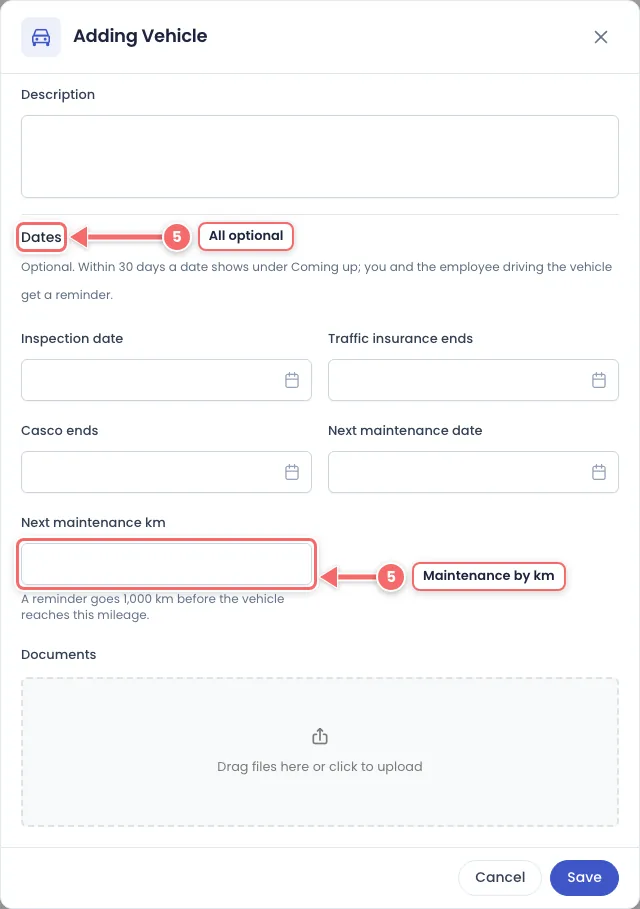 Adding Vehicle
Description
Dates
5
All optional
Optional. Within 30 days a date shows under Coming up; you and the employee driving the vehicle
get a reminder.
Inspection date
Traffic insurance ends
Casco ends
Next maintenance date
Next maintenance km
5
Maintenance by km
A reminder goes 1,000 km before the vehicle
reaches this mileage.
Documents
Drag files here or click to upload
Cancel
Save